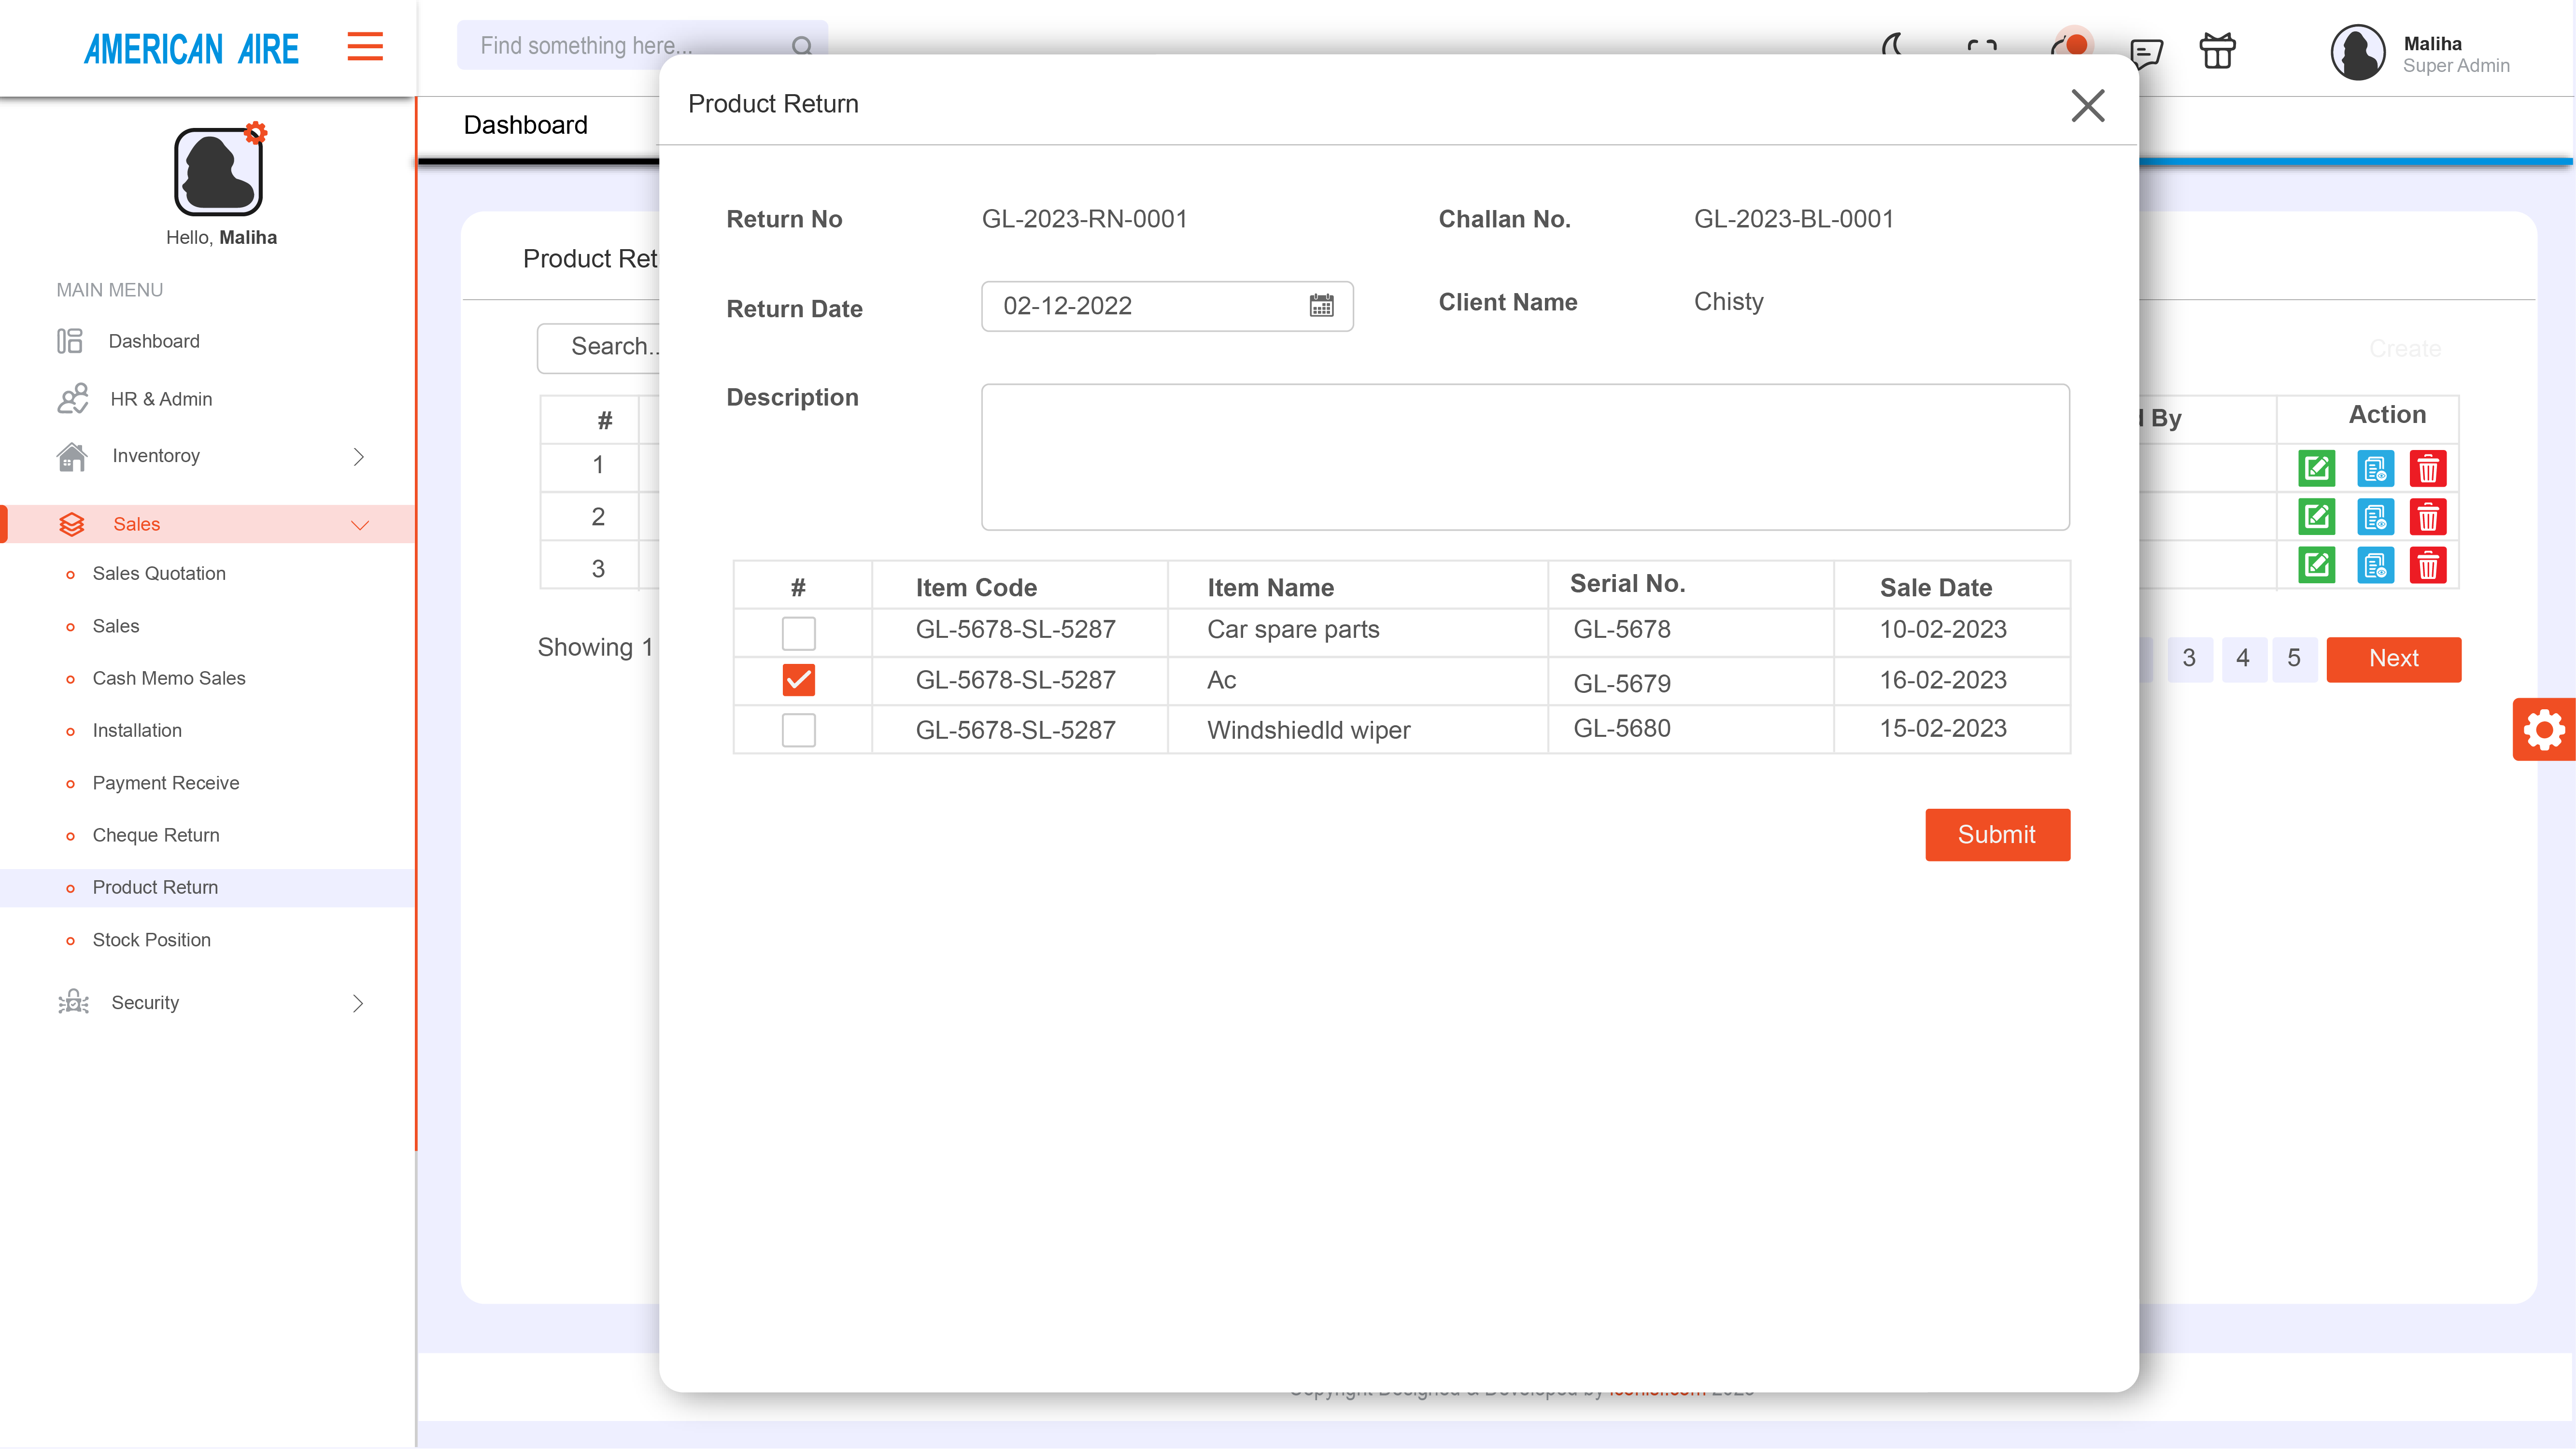 AMERICAN AIRE
Find something here...
Maliha
Super Admin
Hello, Maliha
MAIN MENU
Dashboard
HR & Admin
Inventoroy
Sales
Sales Quotation
Sales
Cash Memo Sales
Installation
Payment Receive
Cheque Return
Product Return
Stock Position
Security
Dashboard
Product Ret
Search..
Create
# By Action
1
2
3
Showing 1
3 4 5 Next
Product Return
Return No GL-2023-RN-0001 Challan No. GL-2023-BL-0001
Return Date 02-12-2022 Client Name Chisty
Description
# Item Code Item Name Serial No. Sale Date
GL-5678-SL-5287 Car spare parts GL-5678 10-02-2023
GL-5678-SL-5287 Ac GL-5679 16-02-2023
GL-5678-SL-5287 Windshiedld wiper GL-5680 15-02-2023
Submit